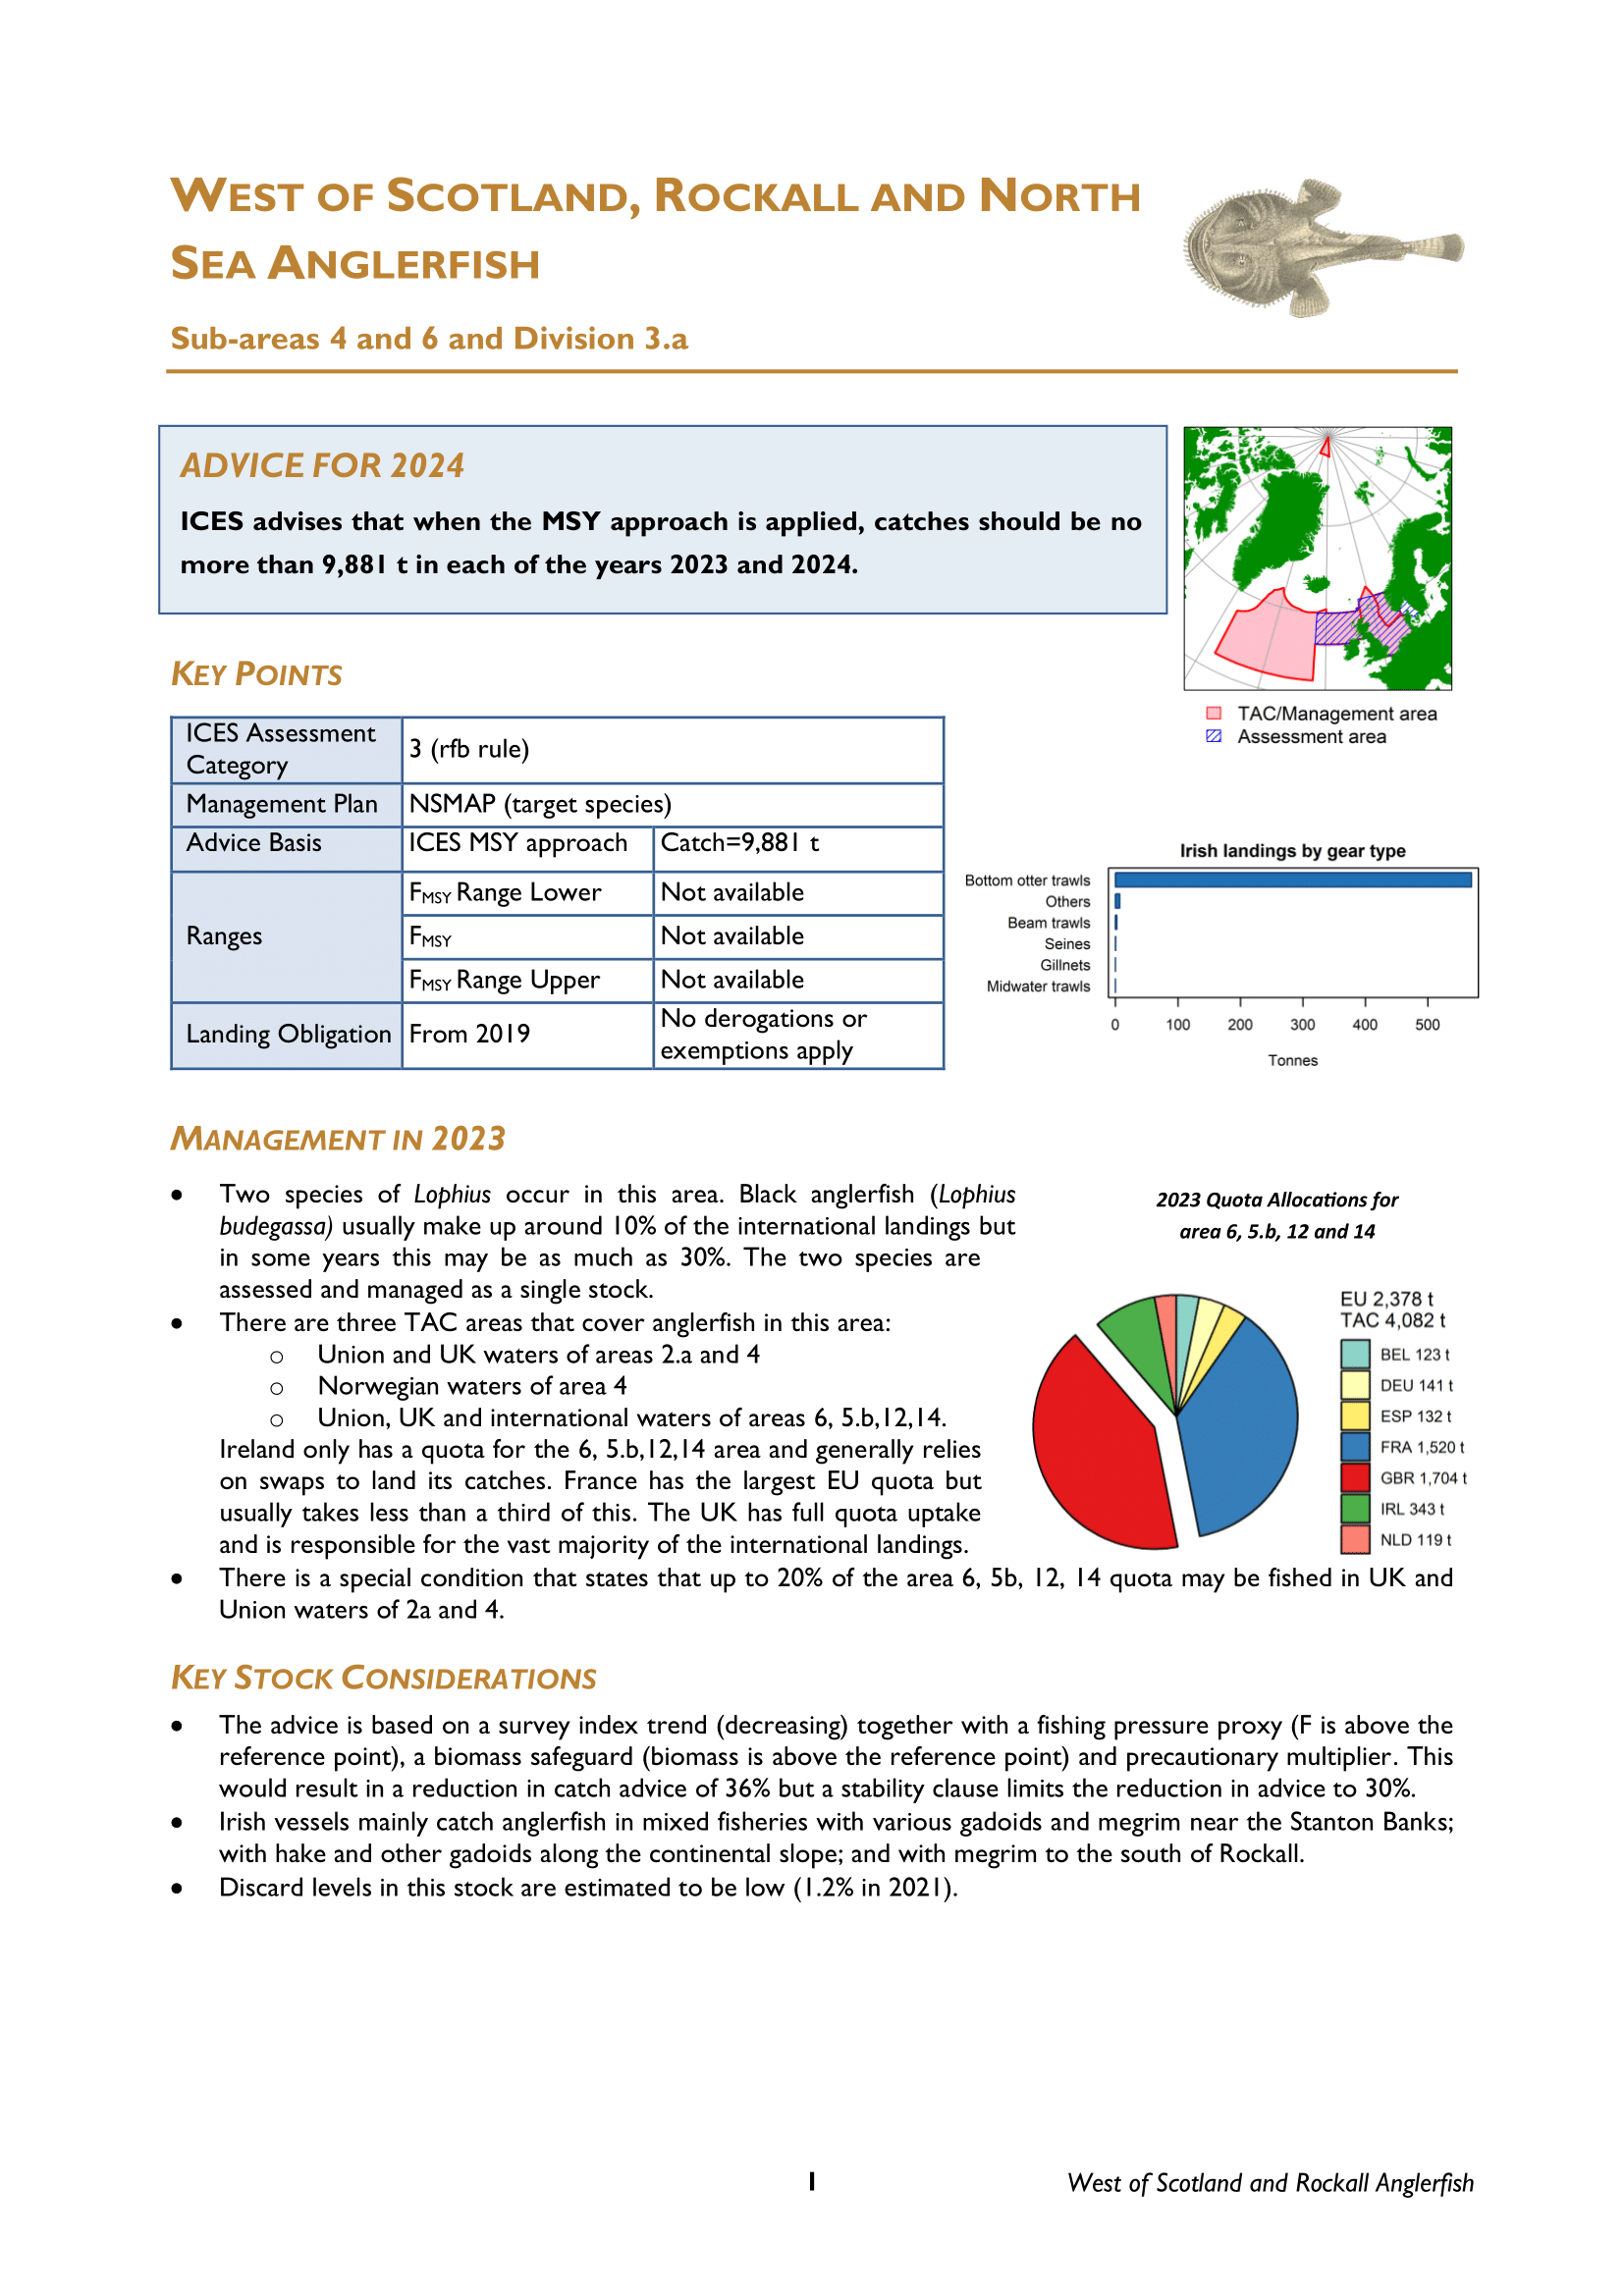 WEST OF SCOTLAND, ROCKALL AND NORTH
SEA ANGLERFISH
Sub-areas 4 and 6 and Division 3.a
ADVICE FOR 2024
ICES advises that when the MSY approach is applied, catches should be no
more than 9,881 t in each of the years 2023 and 2024.
TAC/Management area
Assessment area
KEY POINTS
ICES Assessment
Category
3 (rfb rule)
Management Plan
NSMAP (target species)
Advice Basis
ICES MSY approach
Catch=9,881 t
Ranges
FMSY Range Lower
Not available
FMSY
Not available
FMSY Range Upper
Not available
Landing Obligation
From 2019
No derogations or
exemptions apply
Irish landings by gear type
Bottom otter trawls
Others
Beam trawls
Seines
Gillnets
Midwater trawls
0 100 200 300 400 500
Tonnes
MANAGEMENT IN 2023
• Two species of Lophius occur in this area. Black anglerfish (Lophius
budegassa) usually make up around 10% of the international landings but
in some years this may be as much as 30%. The two species are
assessed and managed as a single stock.
• There are three TAC areas that cover anglerfish in this area:
o Union and UK waters of areas 2.a and 4
o Norwegian waters of area 4
o Union, UK and international waters of areas 6, 5.b,12,14.
Ireland only has a quota for the 6, 5.b,12,14 area and generally relies
on swaps to land its catches. France has the largest EU quota but
usually takes less than a third of this. The UK has full quota uptake
and is responsible for the vast majority of the international landings.
• There is a special condition that states that up to 20% of the area 6, 5b, 12, 14 quota may be fished in UK and
Union waters of 2a and 4.
2023 Quota Allocations for
area 6, 5.b, 12 and 14
EU 2,378 t
TAC 4,082 t
BEL 123 t
DEU 141 t
ESP 132 t
FRA 1,520 t
GBR 1,704 t
IRL 343 t
NLD 119 t
KEY STOCK CONSIDERATIONS
• The advice is based on a survey index trend (decreasing) together with a fishing pressure proxy (F is above the
reference point), a biomass safeguard (biomass is above the reference point) and precautionary multiplier. This
would result in a reduction in catch advice of 36% but a stability clause limits the reduction in advice to 30%.
• Irish vessels mainly catch anglerfish in mixed fisheries with various gadoids and megrim near the Stanton Banks;
with hake and other gadoids along the continental slope; and with megrim to the south of Rockall.
• Discard levels in this stock are estimated to be low (1.2% in 2021).
1
West of Scotland and Rockall Anglerfish